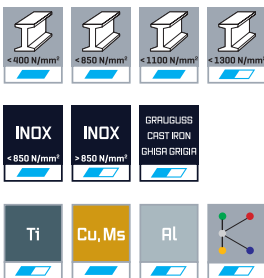 <400 N/mm²
<850 N/mm²
<1100 N/mm²
<1300 N/mm²
INOX
<850 N/mm²
INOX
>850 N/mm²
GRAUGUSS
CAST IRON
GHISA GRIGIA
Ti
Cu, Ms
Al